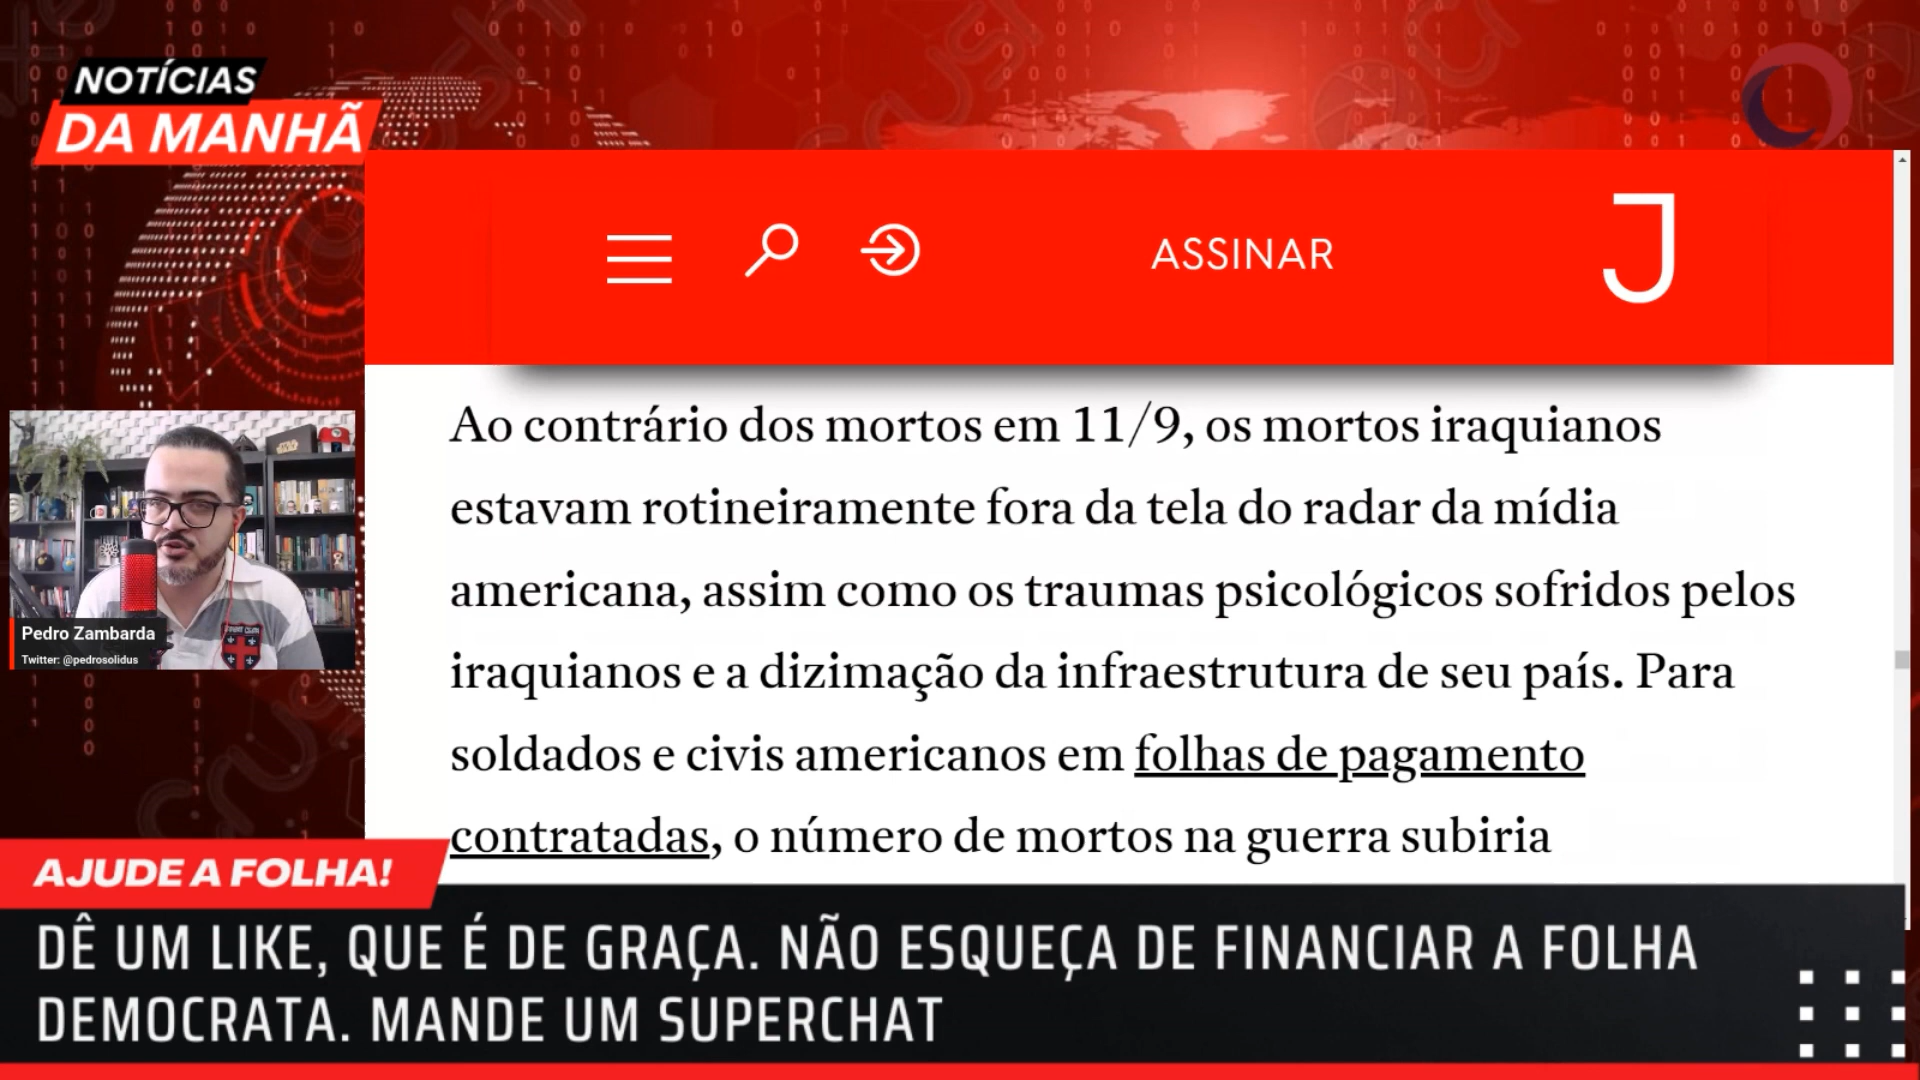 NOTÍCIAS
DA MANHÃ
ASSINAR
J
Ao contrário dos mortos em 11/9, os mortos iraquianos
estavam rotineiramente fora da tela do radar da mídia
americana, assim como os traumas psicológicos sofridos pelos
iraquianos e a dizimação da infraestrutura de seu país. Para
soldados e civis americanos em folhas de pagamento
contratadas, o número de mortos na guerra subiria
Pedro Zambarda
Twitter: @pedrosolidus
AJUDE A FOLHA!
DÊ UM LIKE, QUE É DE GRAÇA. NÃO ESQUEÇA DE FINANCIAR A FOLHA
DEMOCRATA. MANDE UM SUPERCHAT